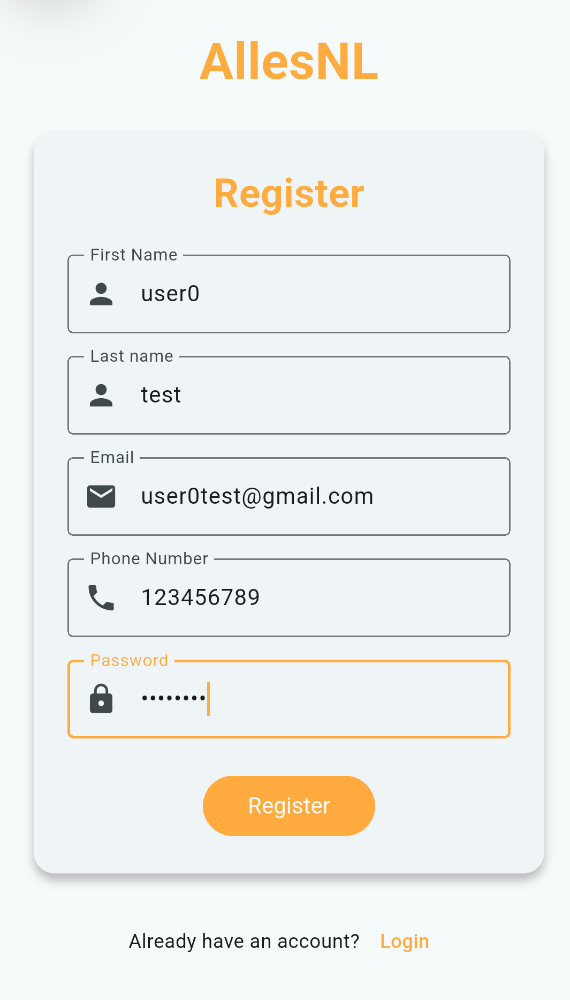 AllesNL
Register
First Name
user0
Last name
test
Email
user0test@gmail.com
Phone Number
123456789
Password
••••••••
Register
Already have an account? Login